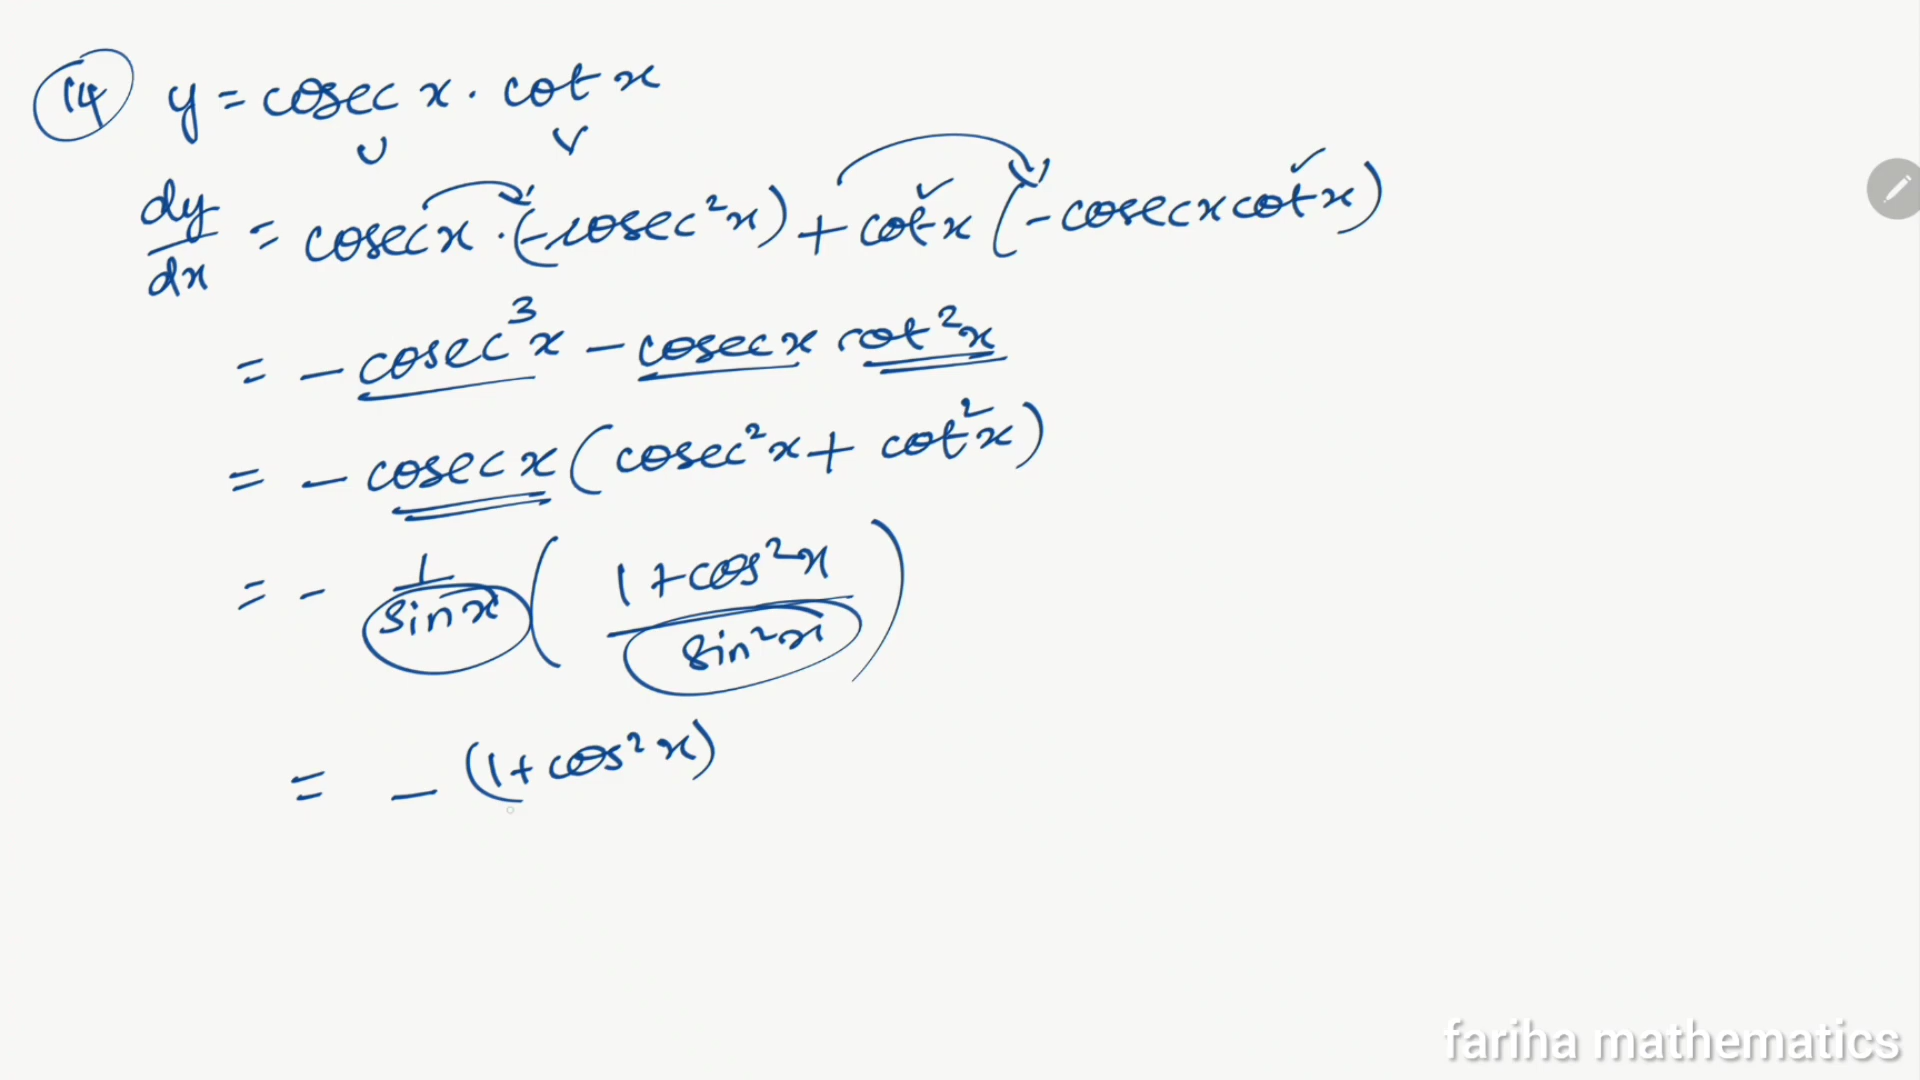 14 y = cosec x . cot x
U V
dy/dx = cosec x . (-cosec²x) + cot x (-cosec x cot x)
= - cosec³x - cosec x cot²x
= - cosec x (cosec²x + cot²x)
= - 1/sin x ( 1 + cos²x / sin²x )
= - (1 + cos²x)
fariha mathematics